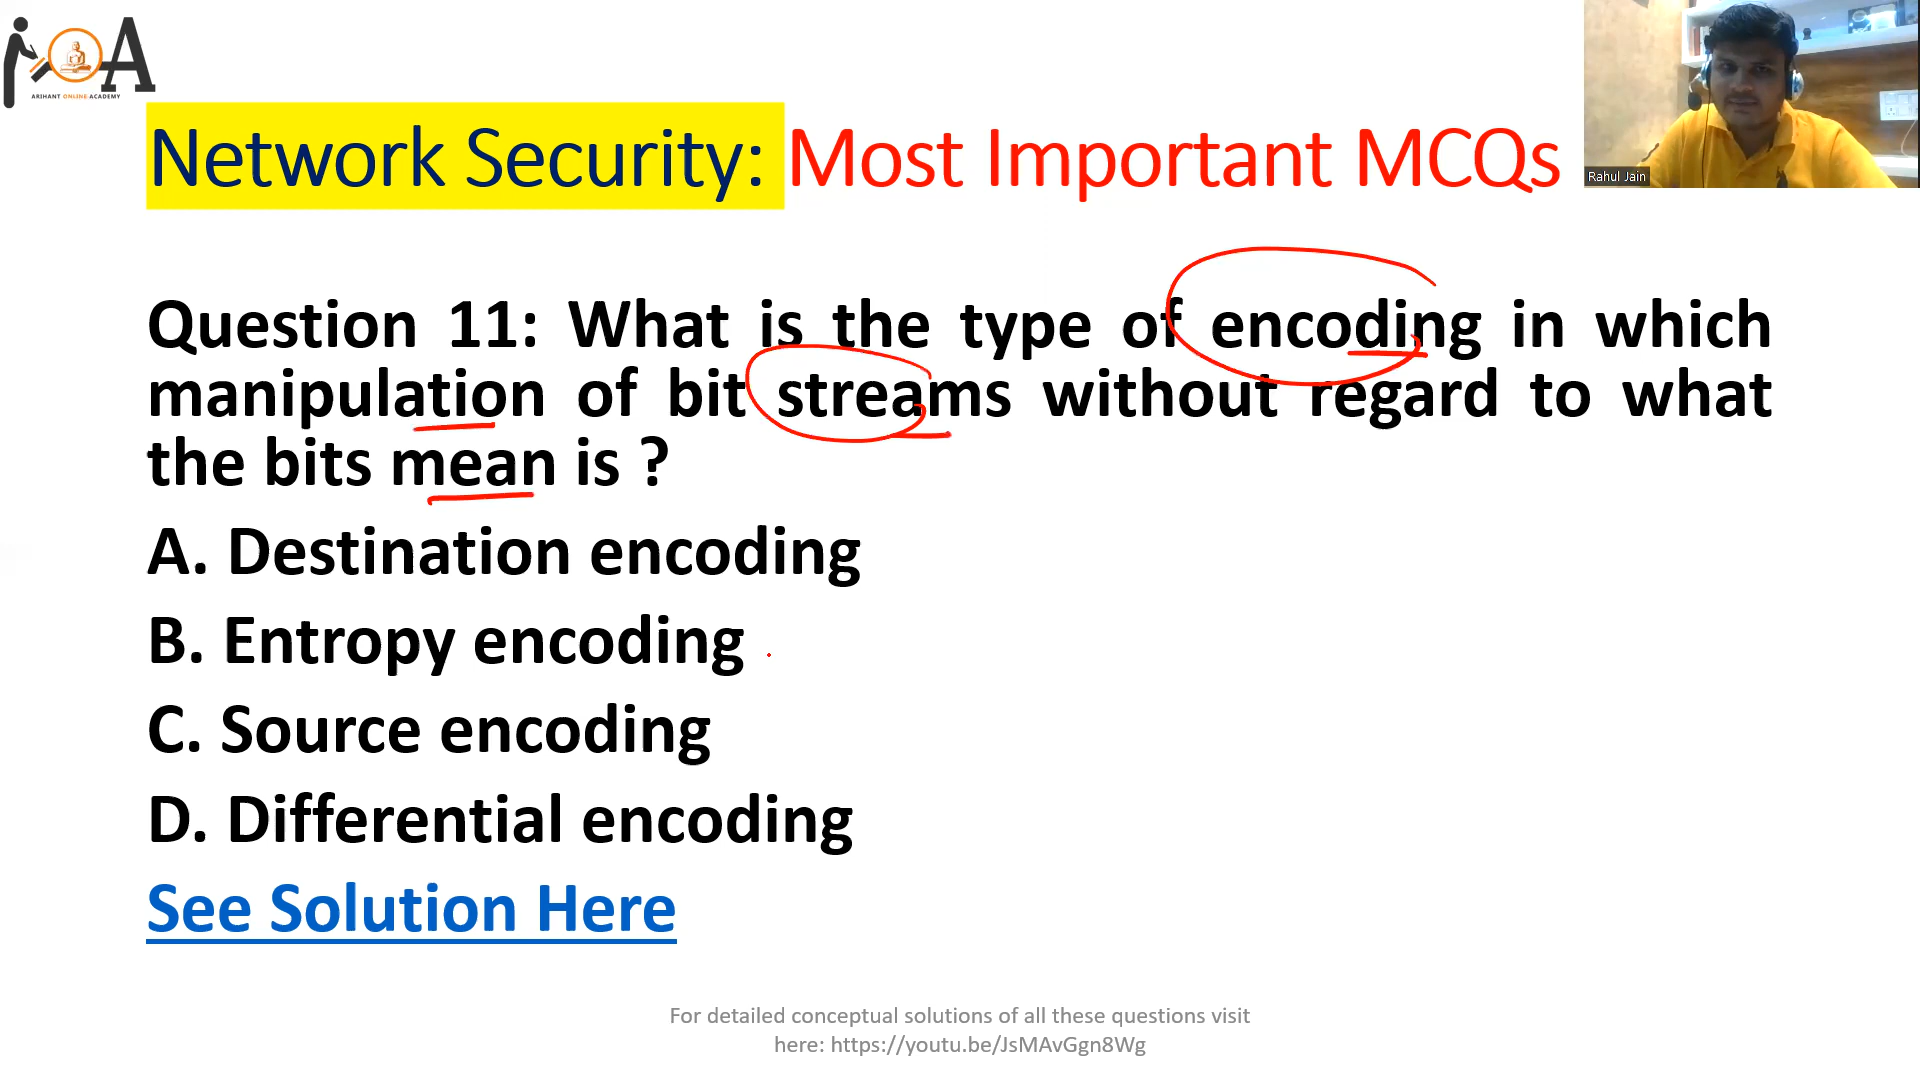 ARIHANT ONLINE ACADEMY
Network Security: Most Important MCQs
Rahul Jain
Question 11: What is the type of encoding in which
manipulation of bit streams without regard to what
the bits mean is ?
A. Destination encoding
B. Entropy encoding
C. Source encoding
D. Differential encoding
See Solution Here
For detailed conceptual solutions of all these questions visit
here: https://youtu.be/JsMAvGgn8Wg